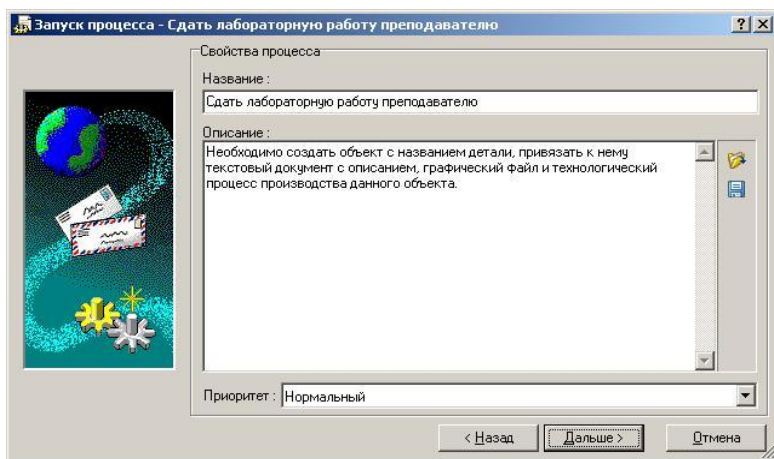 Запуск процесса - Сдать лабораторную работу преподавателю
Свойства процесса
Название :
Сдать лабораторную работу преподавателю
Описание :
Необходимо создать объект с названием детали, привязать к нему
текстовый документ с описанием, графический файл и технологический
процесс производства данного объекта.
Приоритет : Нормальный
< Назад Дальше > Отмена